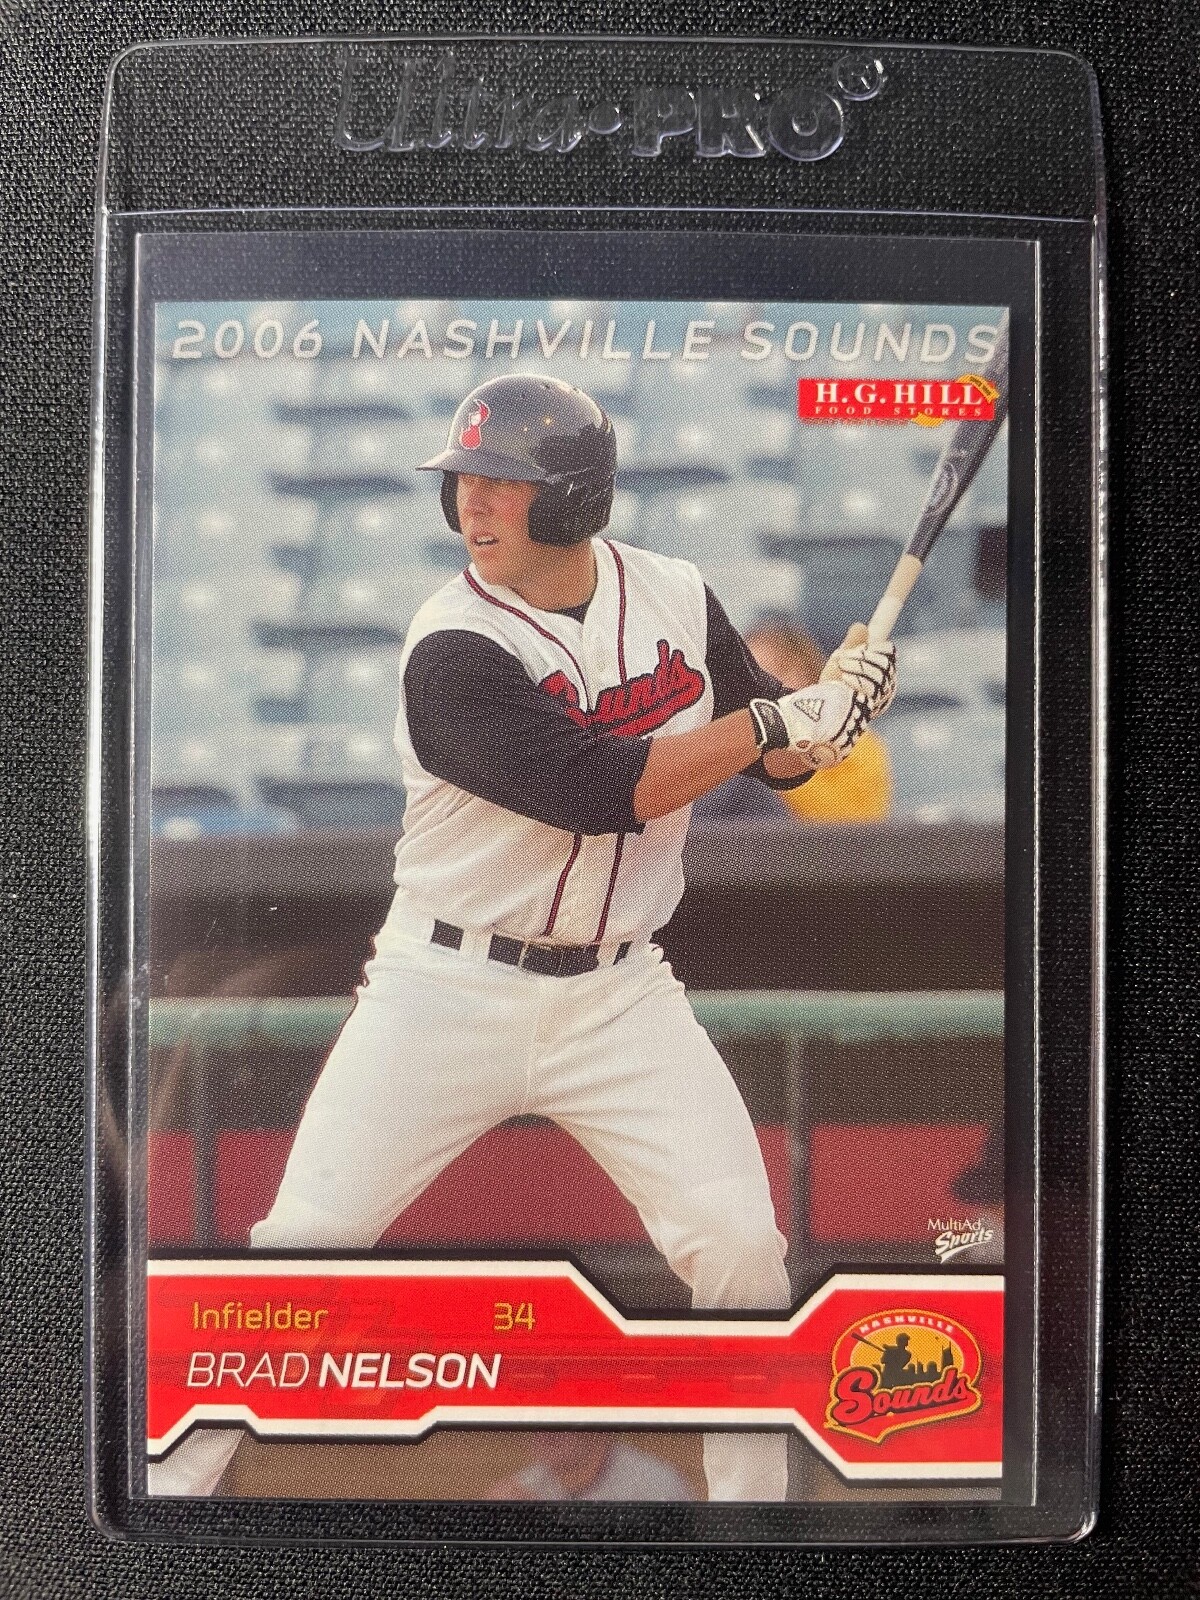 Ultra·PRO
2006 NASHVILLE SOUNDS
H.G.HILL
FOOD STORES
Sounds
MultiAd
Sports
Infielder 34
BRAD NELSON
NASHVILLE
Sounds